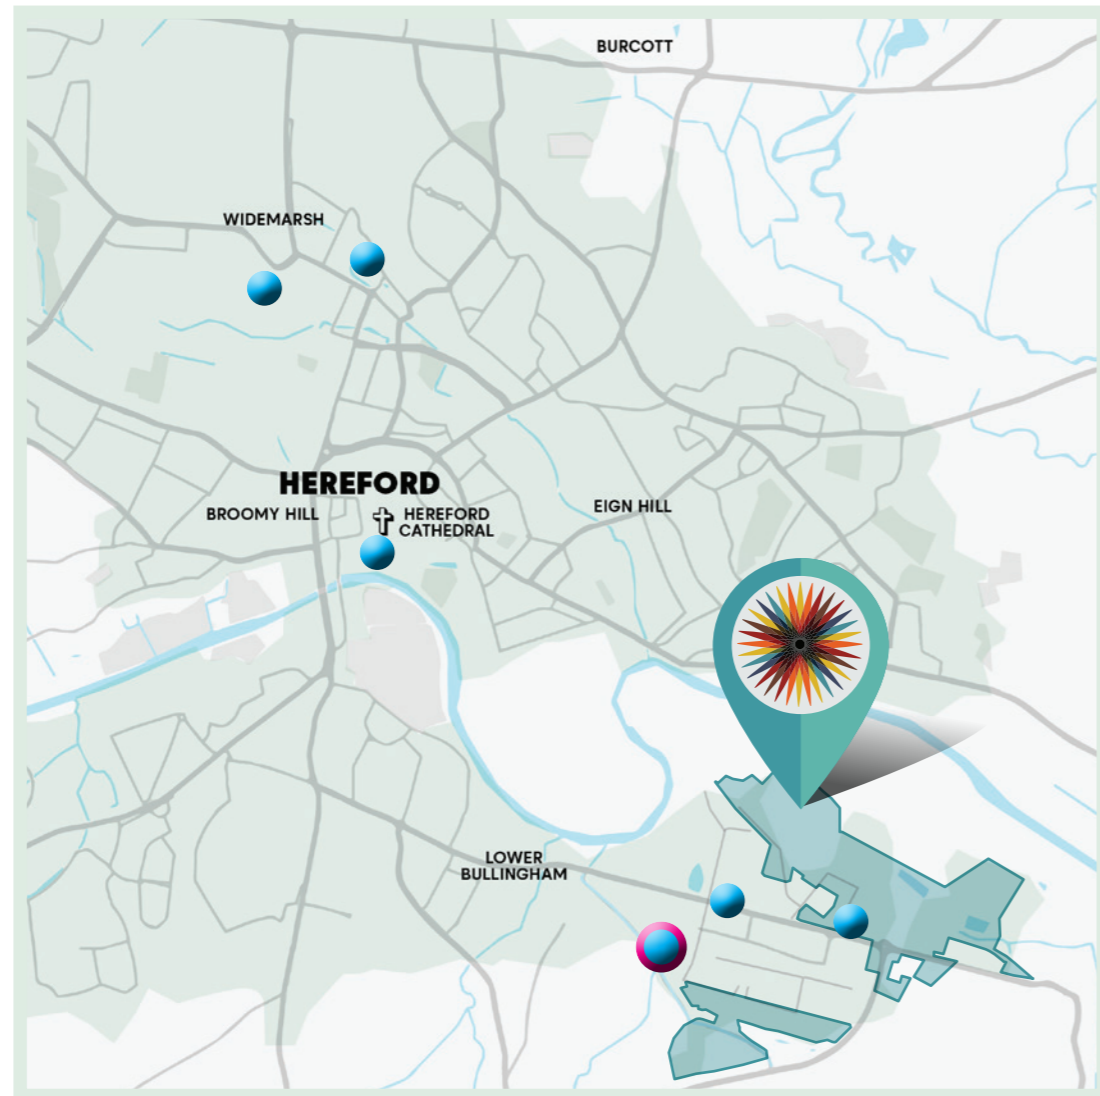 BURCOTT
WIDEMARSH
HEREFORD
BROOMY HILL
HEREFORD
CATHEDRAL
EIGN HILL
LOWER
BULLINGHAM